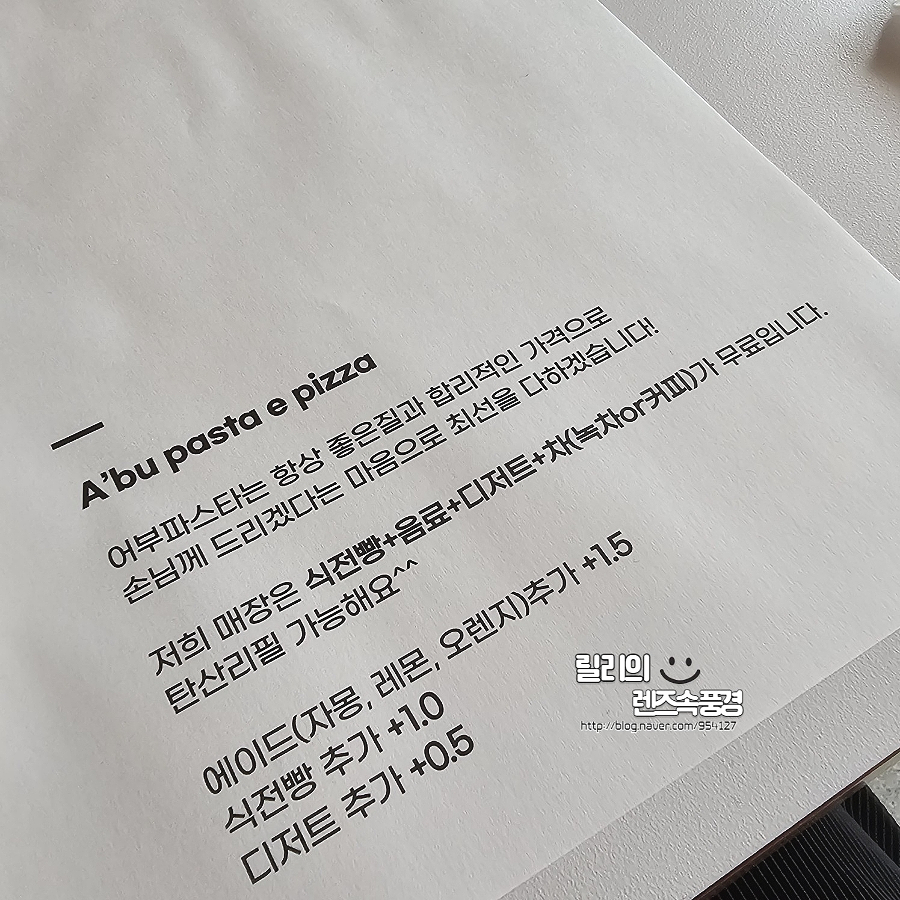 A'bu pasta e pizza
어부파스타는 항상 좋은질과 합리적인 가격으로
손님께 드리겠다는 마음으로 최선을 다하겠습니다!
저희 매장은 식전빵+음료+디저트+차(녹차or커피)가 무료입니다.
탄산리필 가능해요^^
에이드(자몽, 레몬, 오렌지)추가 +1.5
식전빵 추가 +1.0
디저트 추가 +0.5
릴리의
렌즈속풍경
http://blog.naver.com/954127